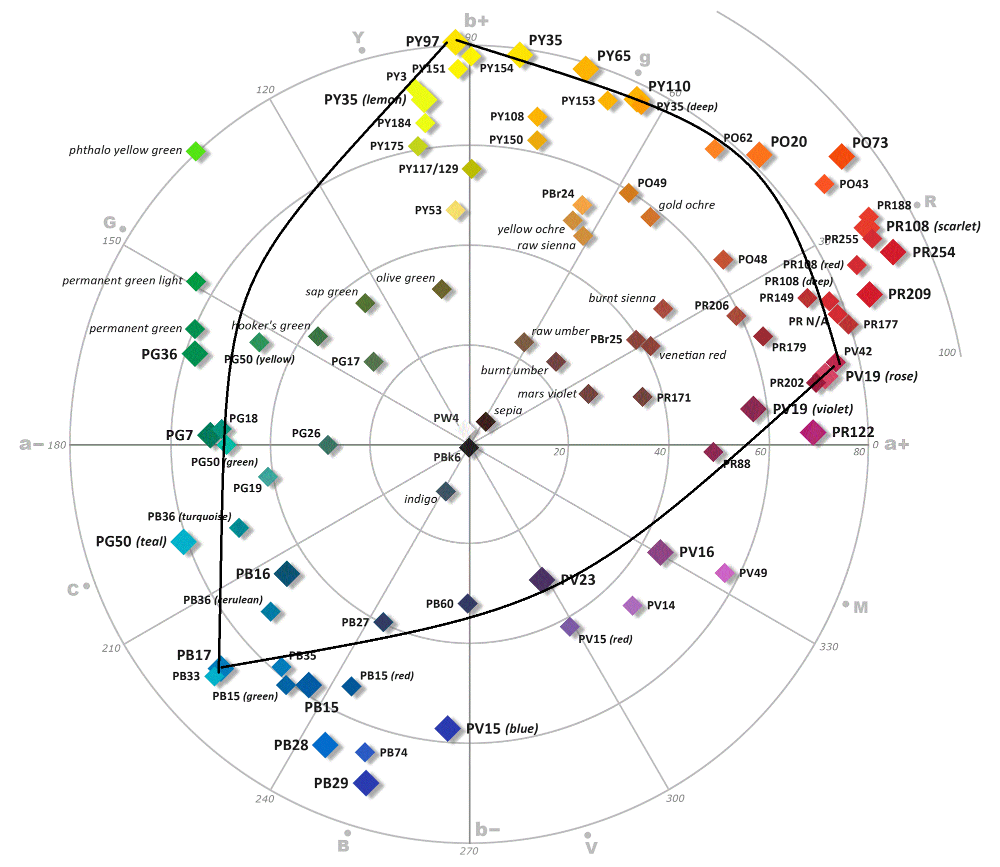 b+
Y
90
PY97
PY35
PY65
g
PY151
PY154
PY3
PY110
60
120
PY35 (lemon)
PY153
PY35 (deep)
PY108
PY184
PO62
PO20
PO73
PY150
PY175
phthalo yellow green
PY117/129
PO49
PO43
PBr24
gold ochre
PR188
R
PY53
G
yellow ochre
PR108 (scarlet)
150
raw sienna
PR255
30
PR254
PO48
PR108 (red)
olive green
permanent green light
PR108 (deep)
sap green
burnt sienna
PR149
PR209
PR206
hooker's green
permanent green
raw umber
PR N/A
PR177
PBr25
PR179
PG36
PG50 (yellow)
PG17
venetian red
PV42
100
burnt umber
PR202
PV19 (rose)
mars violet
PR171
sepia
PV19 (violet)
PG18
PW4
PG7
PG26
PR122
a−
180
0
a+
20
40
60
80
PBk6
PG50 (green)
PR88
PG19
indigo
PB36 (turquoise)
PG50 (teal)
PV16
PB16
PV23
PV49
C
PB36 (cerulean)
PB60
PV14
M
PB27
PV15 (red)
210
330
PB17
PB35
PB33
PB15 (red)
PB15 (green)
PB15
PV15 (blue)
PB28
PB74
PB29
240
300
b−
B
V
270